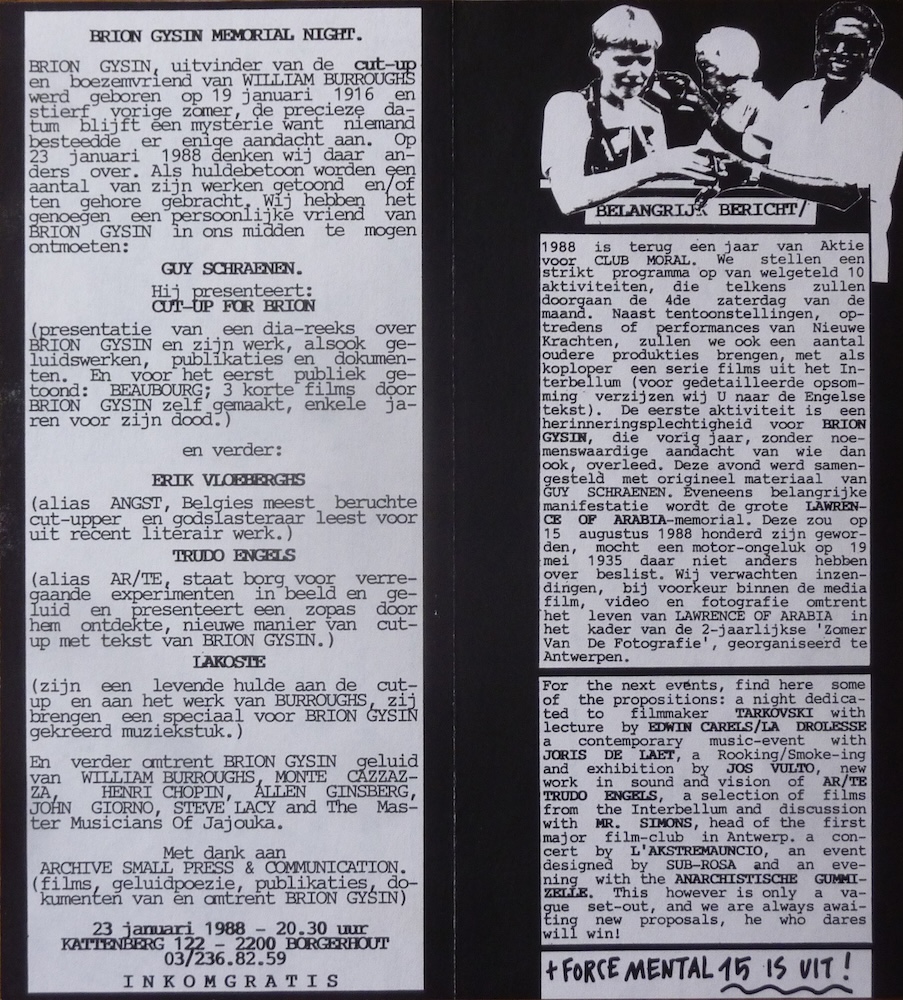 BRION GYSIN MEMORIAL NIGHT.
BRION GYSIN, uitvinder van de cut-up
en boezemvriend van WILLIAM BURROUGHS
werd geboren op 19 januari 1916 en
stierf vorige zomer, de precieze da-
tum blijft een mysterie want niemand
besteedde er enige aandacht aan. Op
23 januari 1988 denken wij daar an-
ders over. Als huldebetoon worden een
aantal van zijn werken getoond en/of
ten gehore gebracht. Wij hebben het
genoegen een persoonlijke vriend van
BRION GYSIN in ons midden te mogen
ontmoeten:
GUY SCHRAENEN.
Hij presenteert:
CUT-UP FOR BRION
(presentatie van een dia-reeks over
BRION GYSIN en zijn werk, alsook ge-
luidswerken, publikaties en dokumen-
ten. En voor het eerst publiek ge-
toond: BEAUBOURG; 3 korte films door
BRION GYSIN zelf gemaakt, enkele ja-
ren voor zijn dood.)
en verder:
ERIK VLOEBERGHS
(alias ANGST, Belgies meest beruchte
cut-upper en godslasteraar leest voor
uit recent literair werk.)
TRUDO ENGELS
(alias AR/TE, staat borg voor verre-
gaande experimenten in beeld en ge-
luid en presenteert een zopas door
hem ontdekte, nieuwe manier van cut-
up met tekst van BRION GYSIN.)
LAKOSTE
(zijn een levende hulde aan de cut-
up en aan het werk van BURROUGHS, zij
brengen een speciaal voor BRION GYSIN
gekreerd muziekstuk.)
En verder omtrent BRION GYSIN geluid
van WILLIAM BURROUGHS, MONTE CAZZAZ-
ZA, HENRI CHOPIN, ALLEN GINSBERG,
JOHN GIORNO, STEVE LACY and The Mas-
ter Musicians Of Jajouka.
Met dank aan
ARCHIVE SMALL PRESS & COMMUNICATION.
(films, geluidpoezie, publikaties, do-
kumenten van en omtrent BRION GYSIN)
23 januari 1988 - 20.30 uur
KATTENBERG 122 - 2200 BORGERHOUT
03/236.82.59
INKOMGRATIS
BELANGRIJK BERICHT/
1988 is terug een jaar van Aktie
voor CLUB MORAL. We stellen een
strikt programma op van welgeteld 10
aktiviteiten, die telkens zullen
doorgaan de 4de zaterdag van de
maand. Naast tentoonstellingen, op-
tredens of performances van Nieuwe
Krachten, zullen we ook een aantal
oudere produkties brengen, met als
koploper een serie films uit het In-
terbellum (voor gedetailleerde opsom-
ming verzijzen wij U naar de Engelse
tekst). De eerste aktiviteit is een
herinneringsplechtigheid voor BRION
GYSIN, die vorig jaar, zonder noe-
menswaardige aandacht van wie dan
ook, overleed. Deze avond werd samen-
gesteld met origineel materiaal van
GUY SCHRAENEN. Eveneens belangrijke
manifestatie wordt de grote LAWREN-
CE OF ARABIA-memorial. Deze zou op
15 augustus 1988 honderd zijn gewor-
den, mocht een motor-ongeluk op 19
mei 1935 daar niet anders hebben
over beslist. Wij verwachten inzen-
dingen, bij voorkeur binnen de media
film, video en fotografie omtrent
het leven van LAWRENCE OF ARABIA in
het kader van de 2-jaarlijkse 'Zomer
Van De Fotografie', georganiseerd te
Antwerpen.
For the next events, find here some
of the propositions: a night dedica-
ted to filmmaker TARKOVSKI with
lecture by EDWIN CARELS/LA DROLESSE
a contemporary music-event with
JORIS DE LAET, a Rooking/Smoke-ing
and exhibition by JOS VULTO, new
work in sound and vision of AR/TE
TRUDO ENGELS, a selection of films
from the Interbellum and discussion
with MR. SIMONS, head of the first
major film-club in Antwerp. a con-
cert by L'AKSTREMAUNCIO, an event
designed by SUB-ROSA and an eve-
ning with the ANARCHISTISCHE GUMMI-
ZELLE. This however is only a va-
gue set-out, and we are always awai-
ting new proposals, he who dares
will win!
+ FORCE MENTAL 15 IS UIT!